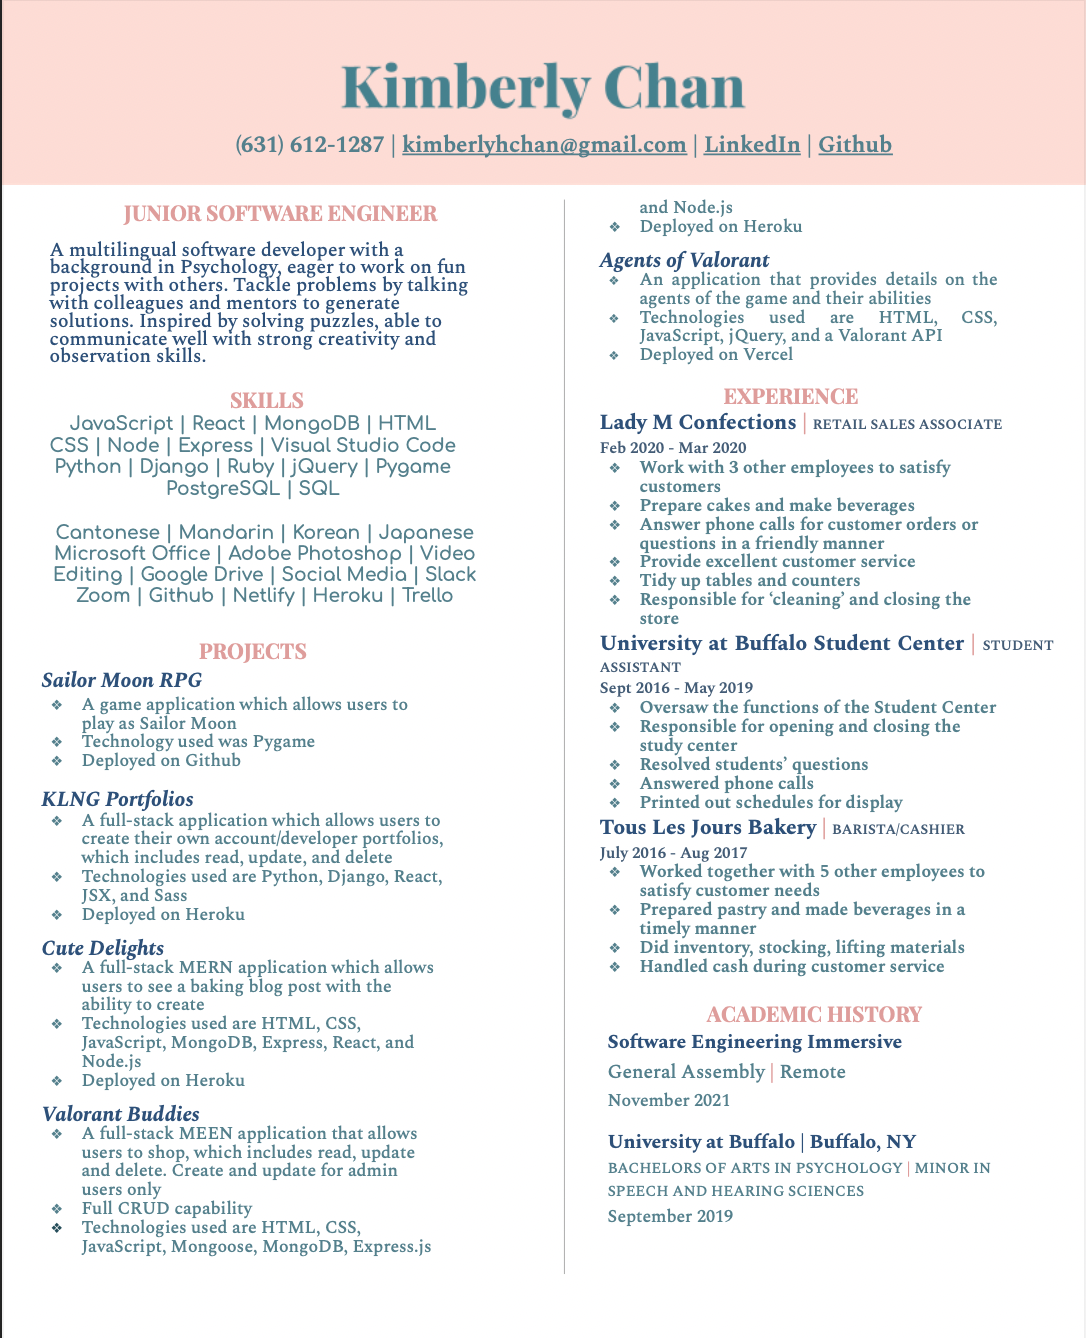 Kimberly Chan
(631) 612-1287 | kimberlyhchan@gmail.com | LinkedIn | Github
JUNIOR SOFTWARE ENGINEER
A multilingual software developer with a
background in Psychology, eager to work on fun
projects with others. Tackle problems by talking
with colleagues and mentors to generate
solutions. Inspired by solving puzzles, able to
communicate well with strong creativity and
observation skills.
SKILLS
JavaScript | React | MongoDB | HTML
CSS | Node | Express | Visual Studio Code
Python | Django | Ruby | jQuery | Pygame
PostgreSQL | SQL
Cantonese | Mandarin | Korean | Japanese
Microsoft Office | Adobe Photoshop | Video
Editing | Google Drive | Social Media | Slack
Zoom | Github | Netlify | Heroku | Trello
PROJECTS
Sailor Moon RPG
❖ A game application which allows users to
play as Sailor Moon
❖ Technology used was Pygame
❖ Deployed on Github
KLNG Portfolios
❖ A full-stack application which allows users to
create their own account/developer portfolios,
which includes read, update, and delete
❖ Technologies used are Python, Django, React,
JSX, and Sass
❖ Deployed on Heroku
Cute Delights
❖ A full-stack MERN application which allows
users to see a baking blog post with the
ability to create
❖ Technologies used are HTML, CSS,
JavaScript, MongoDB, Express, React, and
Node.js
❖ Deployed on Heroku
Valorant Buddies
❖ A full-stack MEEN application that allows
users to shop, which includes read, update
and delete. Create and update for admin
users only
❖ Full CRUD capability
❖ Technologies used are HTML, CSS,
JavaScript, Mongoose, MongoDB, Express.js
and Node.js
❖ Deployed on Heroku
Agents of Valorant
❖ An application that provides details on the
agents of the game and their abilities
❖ Technologies used are HTML, CSS,
JavaScript, jQuery, and a Valorant API
❖ Deployed on Vercel
EXPERIENCE
Lady M Confections | RETAIL SALES ASSOCIATE
Feb 2020 - Mar 2020
❖ Work with 3 other employees to satisfy
customers
❖ Prepare cakes and make beverages
❖ Answer phone calls for customer orders or
questions in a friendly manner
❖ Provide excellent customer service
❖ Tidy up tables and counters
❖ Responsible for ‘cleaning’ and closing the
store
University at Buffalo Student Center | STUDENT
ASSISTANT
Sept 2016 - May 2019
❖ Oversaw the functions of the Student Center
❖ Responsible for opening and closing the
study center
❖ Resolved students’ questions
❖ Answered phone calls
❖ Printed out schedules for display
Tous Les Jours Bakery | BARISTA/CASHIER
July 2016 - Aug 2017
❖ Worked together with 5 other employees to
satisfy customer needs
❖ Prepared pastry and made beverages in a
timely manner
❖ Did inventory, stocking, lifting materials
❖ Handled cash during customer service
ACADEMIC HISTORY
Software Engineering Immersive
General Assembly | Remote
November 2021
University at Buffalo | Buffalo, NY
BACHELORS OF ARTS IN PSYCHOLOGY | MINOR IN
SPEECH AND HEARING SCIENCES
September 2019